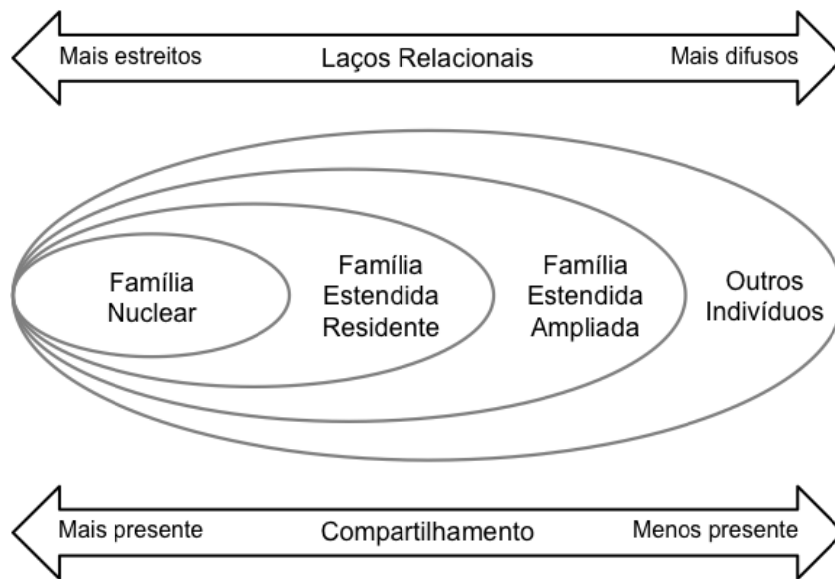 Mais estreitos Laços Relacionais Mais difusos
Família
Nuclear
Família
Estendida
Residente
Família
Estendida
Ampliada
Outros
Indivíduos
Mais presente Compartilhamento Menos presente